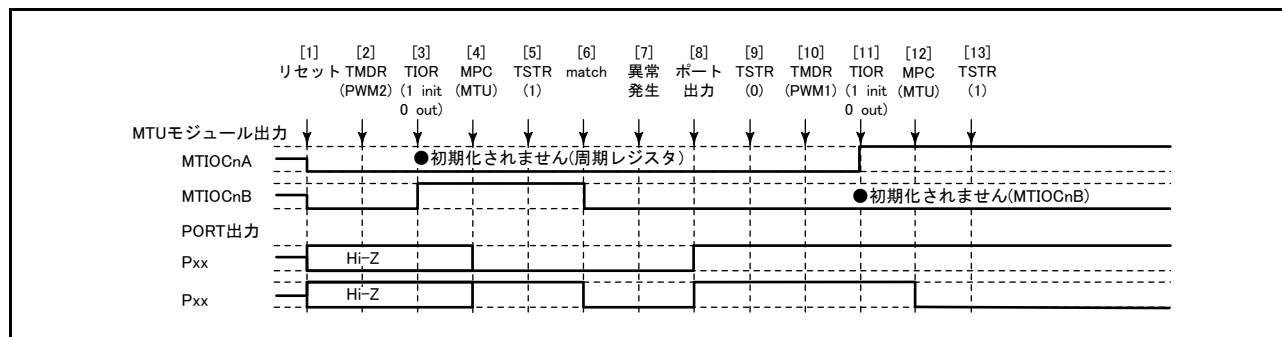 [1] [2] [3] [4] [5] [6] [7] [8] [9] [10] [11] [12] [13]
リセット TMDR TIOR MPC TSTR match 異常 ポート TSTR TMDR TIOR MPC TSTR
(PWM2) (1 init (MTU) (1) 発生 出力 (0) (PWM1) (1 init (MTU) (1)
0 out) 0 out)
MTUモジュール出力
MTIOCnA ●初期化されません(周期レジスタ)
MTIOCnB ●初期化されません(MTIOCnB)
PORT出力
Pxx Hi-Z
Pxx Hi-Z